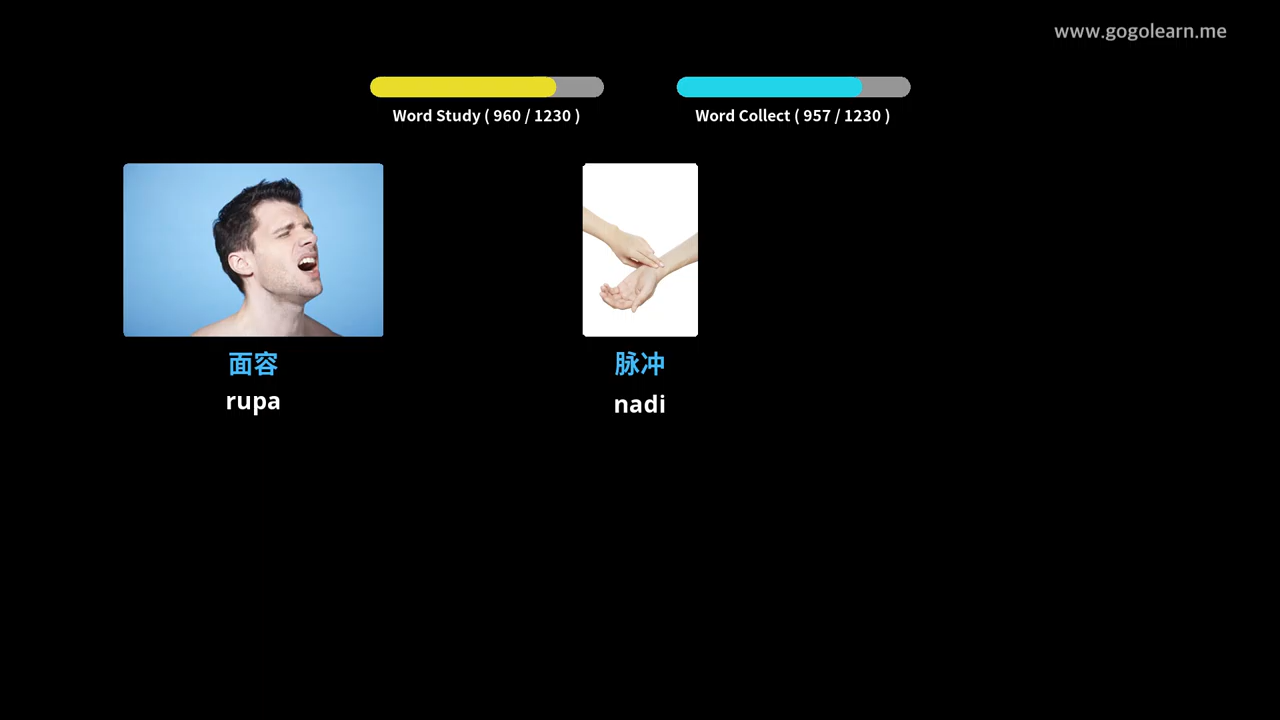 www.gogolearn.me
Word Study ( 960 / 1230 )
Word Collect ( 957 / 1230 )
面容
rupa
脉冲
nadi